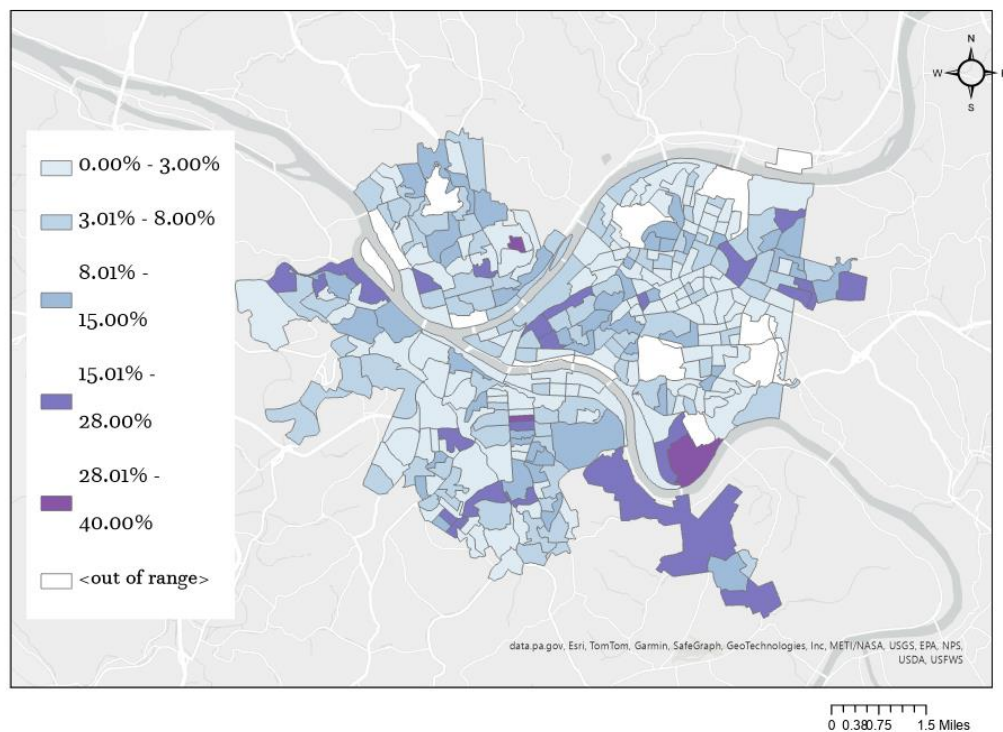 N
W
S
0.00% - 3.00%
3.01% - 8.00%
8.01% -
15.00%
15.01% -
28.00%
28.01% -
40.00%
<out of range>
data.pa.gov, Esri, TomTom, Garmin, SafeGraph, GeoTechnologies, Inc, METI/NASA, USGS, EPA, NPS,
USDA, USFWS
0 0.380.75 1.5 Miles